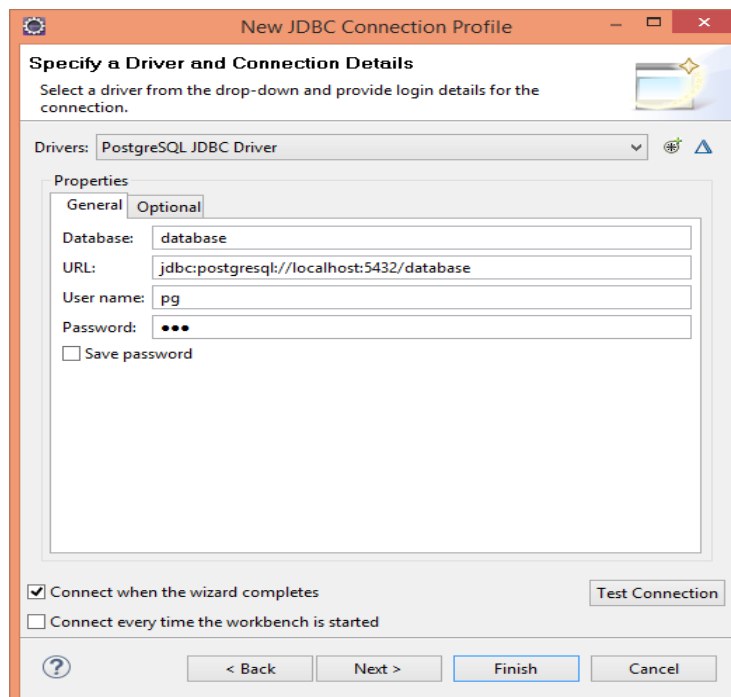 New JDBC Connection Profile
Specify a Driver and Connection Details
Select a driver from the drop-down and provide login details for the
connection.
Drivers: PostgreSQL JDBC Driver
Properties
General Optional
Database: database
URL: jdbc:postgresql://localhost:5432/database
User name: pg
Password: ●●●
Save password
Connect when the wizard completes
Test Connection
Connect every time the workbench is started
? < Back Next > Finish Cancel